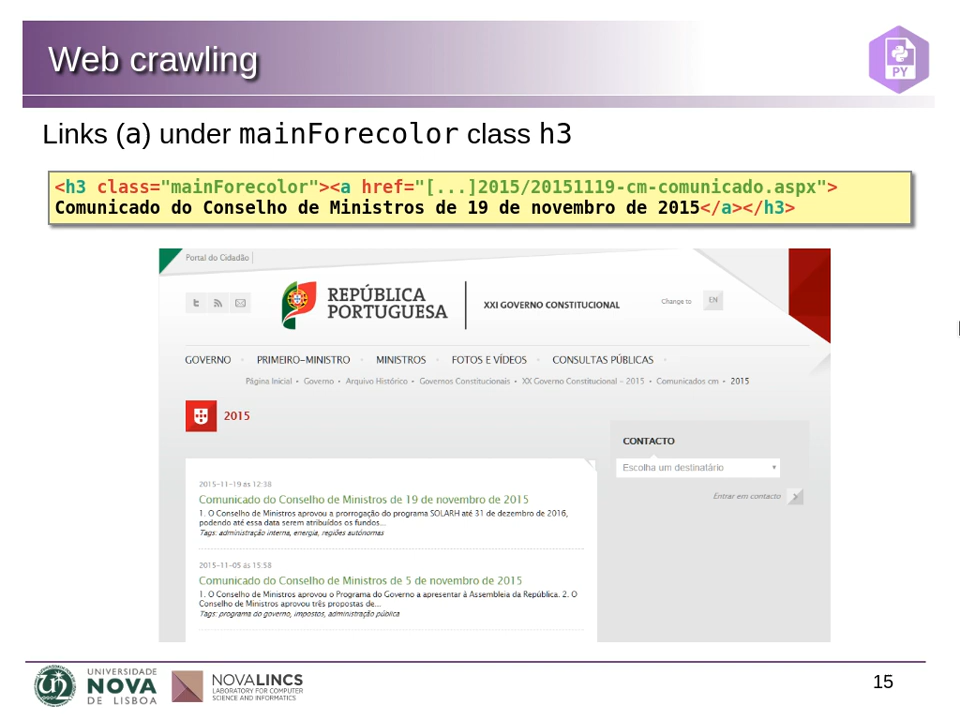 Web crawling
PY
Links (a) under mainForecolor class h3
<h3 class="mainForecolor"><a href="[...]2015/20151119-cm-comunicado.aspx">
Comunicado do Conselho de Ministros de 19 de novembro de 2015</a></h3>
Portal do Cidadão
REPÚBLICA
PORTUGUESA
XXI GOVERNO CONSTITUCIONAL
Change to
EN
GOVERNO • PRIMEIRO-MINISTRO • MINISTROS • FOTOS E VÍDEOS • CONSULTAS PÚBLICAS •
Página Inicial • Governo • Arquivo Histórico • Governos Constitucionais • XX Governo Constitucional - 2015 • Comunicados cm • 2015
2015
CONTACTO
Escolha um destinatário
Entrar em contacto
2015-11-19 às 12:38
Comunicado do Conselho de Ministros de 19 de novembro de 2015
1. O Conselho de Ministros aprovou a prorrogação do programa SOLARH até 31 de dezembro de 2016,
podendo até essa data serem atribuídos os fundos...
Tags: administração interna, energia, regiões autónomas
2015-11-05 às 15:58
Comunicado do Conselho de Ministros de 5 de novembro de 2015
1. O Conselho de Ministros aprovou o Programa do Governo a apresentar à Assembleia da República. 2. O
Conselho de Ministros aprovou três propostas de...
Tags: programa do governo, impostos, administração pública
UNIVERSIDADE
NOVA
DE LISBOA
NOVALINCS
LABORATORY FOR COMPUTER
SCIENCE AND INFORMATICS
15